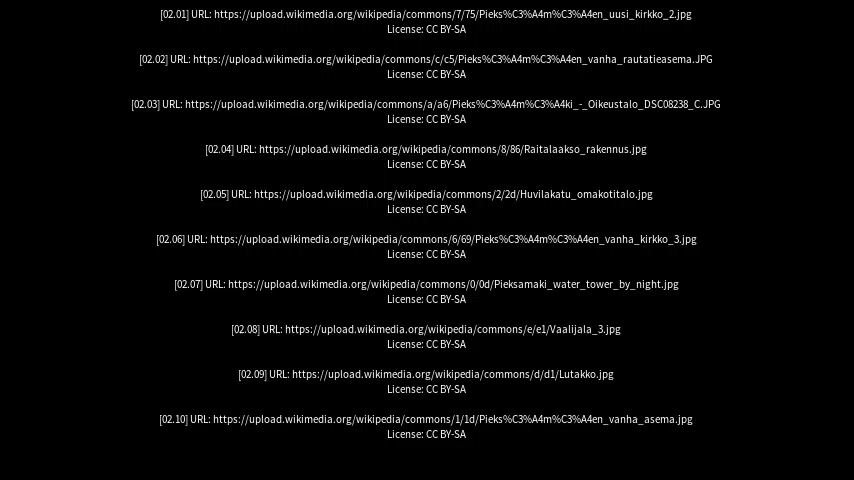 [02.01] URL: https://upload.wikimedia.org/wikipedia/commons/7/75/Pieks%C3%A4m%C3%A4en_uusi_kirkko_2.jpg
License: CC BY-SA
[02.02] URL: https://upload.wikimedia.org/wikipedia/commons/c/c5/Pieks%C3%A4m%C3%A4en_vanha_rautatieasema.JPG
License: CC BY-SA
[02.03] URL: https://upload.wikimedia.org/wikipedia/commons/a/a6/Pieks%C3%A4m%C3%A4ki_-_Oikeustalo_DSC08238_C.JPG
License: CC BY-SA
[02.04] URL: https://upload.wikimedia.org/wikipedia/commons/8/86/Raitalaakso_rakennus.jpg
License: CC BY-SA
[02.05] URL: https://upload.wikimedia.org/wikipedia/commons/2/2d/Huvilakatu_omakotitalo.jpg
License: CC BY-SA
[02.06] URL: https://upload.wikimedia.org/wikipedia/commons/6/69/Pieks%C3%A4m%C3%A4en_vanha_kirkko_3.jpg
License: CC BY-SA
[02.07] URL: https://upload.wikimedia.org/wikipedia/commons/0/0d/Pieksamaki_water_tower_by_night.jpg
License: CC BY-SA
[02.08] URL: https://upload.wikimedia.org/wikipedia/commons/e/e1/Vaalijala_3.jpg
License: CC BY-SA
[02.09] URL: https://upload.wikimedia.org/wikipedia/commons/d/d1/Lutakko.jpg
License: CC BY-SA
[02.10] URL: https://upload.wikimedia.org/wikipedia/commons/1/1d/Pieks%C3%A4m%C3%A4en_vanha_asema.jpg
License: CC BY-SA